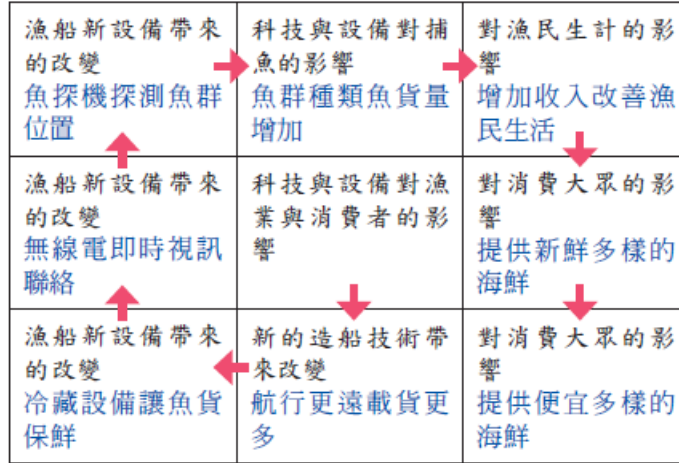 漁船新設備帶來
的改變
魚探機探測魚群
位置
科技與設備對捕
魚的影響
魚群種類魚貨量
增加
對漁民生計的影
響
增加收入改善漁
民生活
漁船新設備帶來
的改變
無線電即時視訊
聯絡
科技與設備對漁
業與消費者的影
響
對消費大眾的影
響
提供新鮮多樣的
海鮮
漁船新設備帶來
的改變
冷藏設備讓魚貨
保鮮
新的造船技術帶
來改變
航行更遠載貨更
多
對消費大眾的影
響
提供便宜多樣的
海鮮